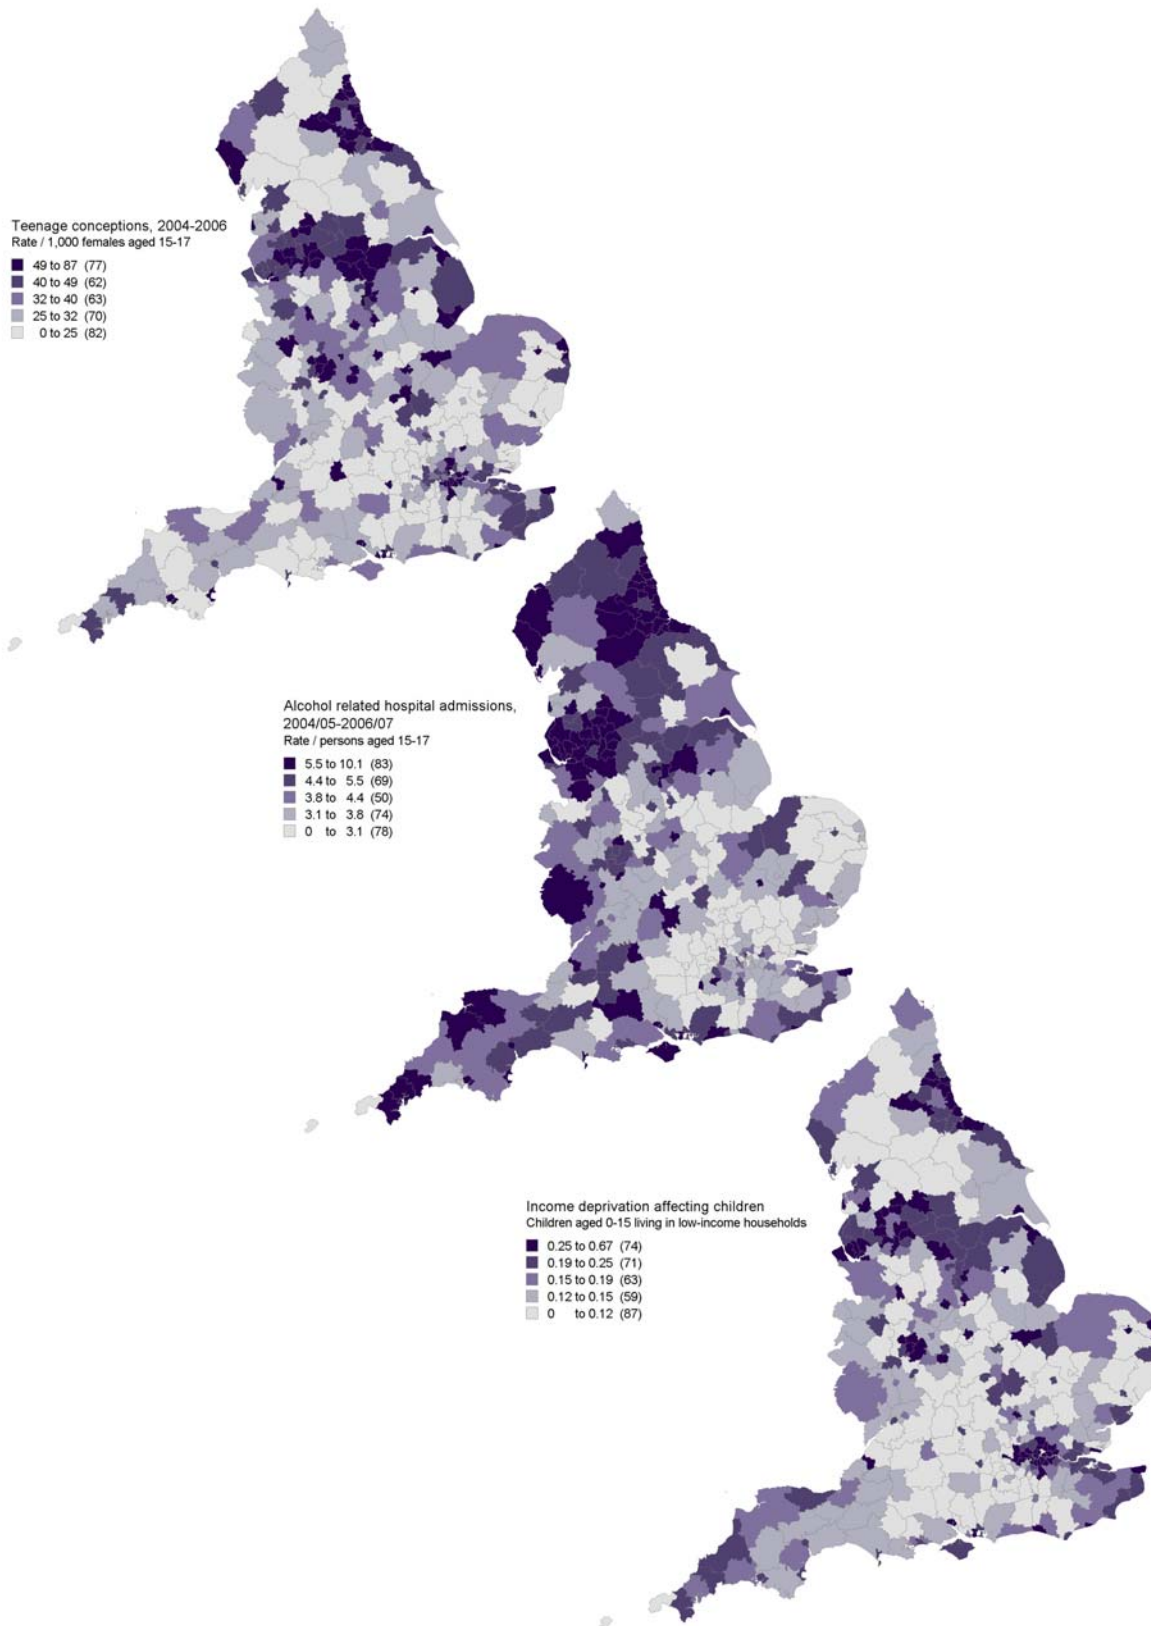 Teenage conceptions, 2004-2006
Rate / 1,000 females aged 15-17
49 to 87 (77)
40 to 49 (62)
32 to 40 (63)
25 to 32 (70)
0 to 25 (82)
Alcohol related hospital admissions,
2004/05-2006/07
Rate / persons aged 15-17
5.5 to 10.1 (83)
4.4 to 5.5 (69)
3.8 to 4.4 (50)
3.1 to 3.8 (74)
0 to 3.1 (78)
Income deprivation affecting children
Children aged 0-15 living in low-income households
0.25 to 0.67 (74)
0.19 to 0.25 (71)
0.15 to 0.19 (63)
0.12 to 0.15 (59)
0 to 0.12 (87)